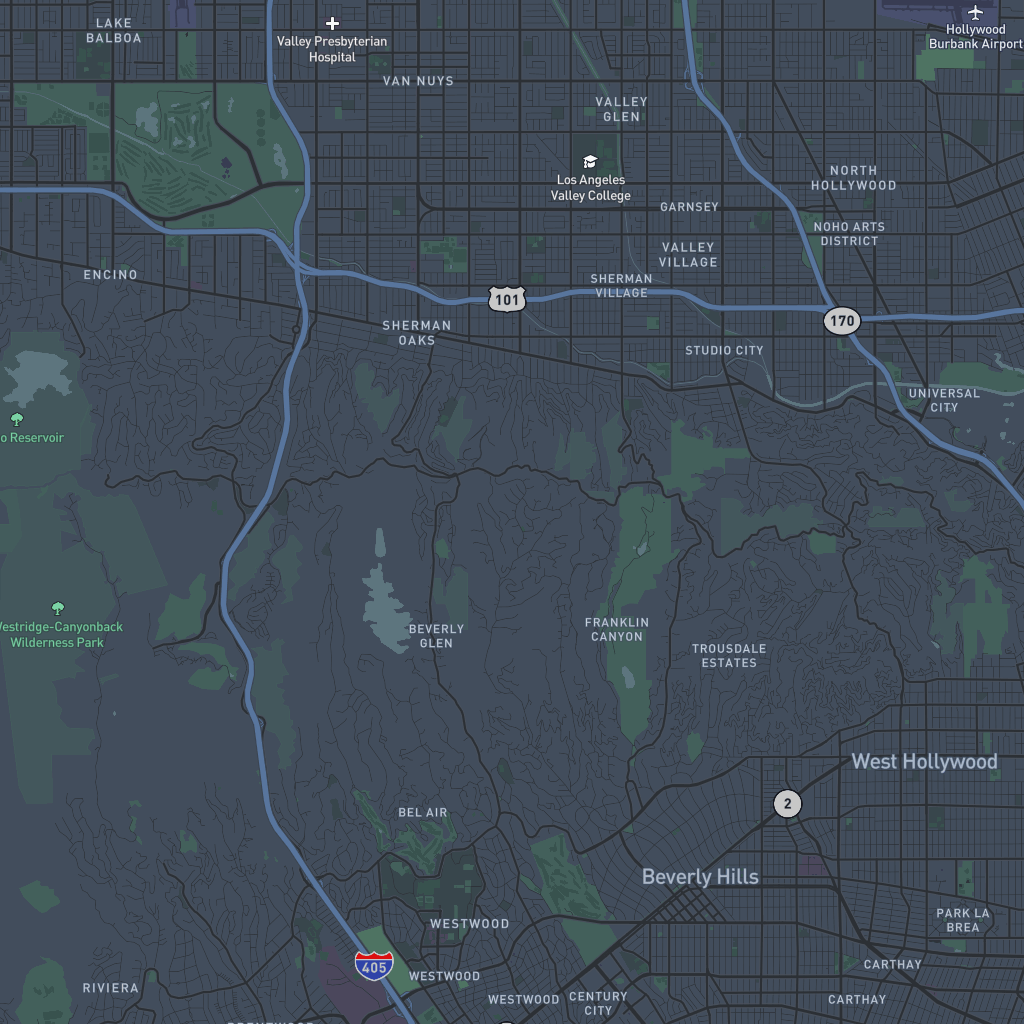 LAKE
BALBOA
Valley Presbyterian
Hospital
Hollywood
Burbank Airport
VAN NUYS
VALLEY
GLEN
Los Angeles
Valley College
NORTH
HOLLYWOOD
GARNSEY
NOHO ARTS
DISTRICT
VALLEY
VILLAGE
ENCINO
SHERMAN
VILLAGE
101
170
SHERMAN
OAKS
STUDIO CITY
UNIVERSAL
CITY
o Reservoir
Westridge-Canyonback
Wilderness Park
BEVERLY
GLEN
FRANKLIN
CANYON
TROUSDALE
ESTATES
West Hollywood
2
BEL AIR
Beverly Hills
WESTWOOD
PARK LA
BREA
405
WESTWOOD
CARTHAY
RIVIERA
WESTWOOD
CENTURY
CITY
CARTHAY